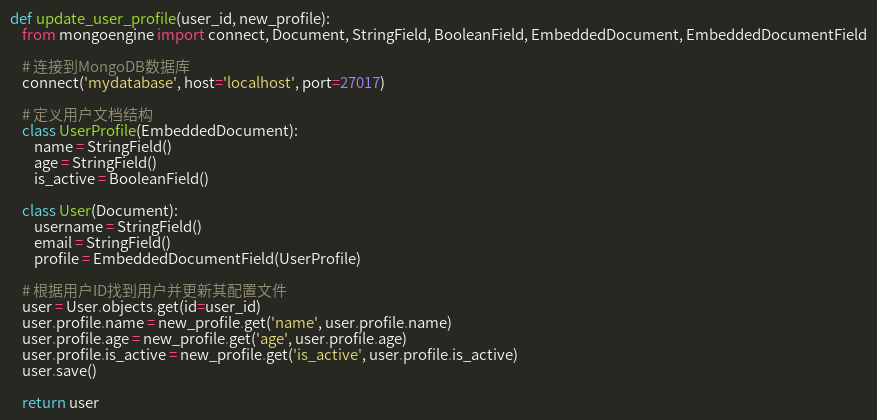 def update_user_profile(user_id, new_profile):
    from mongoengine import connect, Document, StringField, BooleanField, EmbeddedDocument, EmbeddedDocumentField
    # 连接到MongoDB数据库
    connect('mydatabase', host='localhost', port=27017)
    # 定义用户文档结构
    class UserProfile(EmbeddedDocument):
        name = StringField()
        age = StringField()
        is_active = BooleanField()
    class User(Document):
        username = StringField()
        email = StringField()
        profile = EmbeddedDocumentField(UserProfile)
    # 根据用户ID找到用户并更新其配置文件
    user = User.objects.get(id=user_id)
    user.profile.name = new_profile.get('name', user.profile.name)
    user.profile.age = new_profile.get('age', user.profile.age)
    user.profile.is_active = new_profile.get('is_active', user.profile.is_active)
    user.save()
    return user